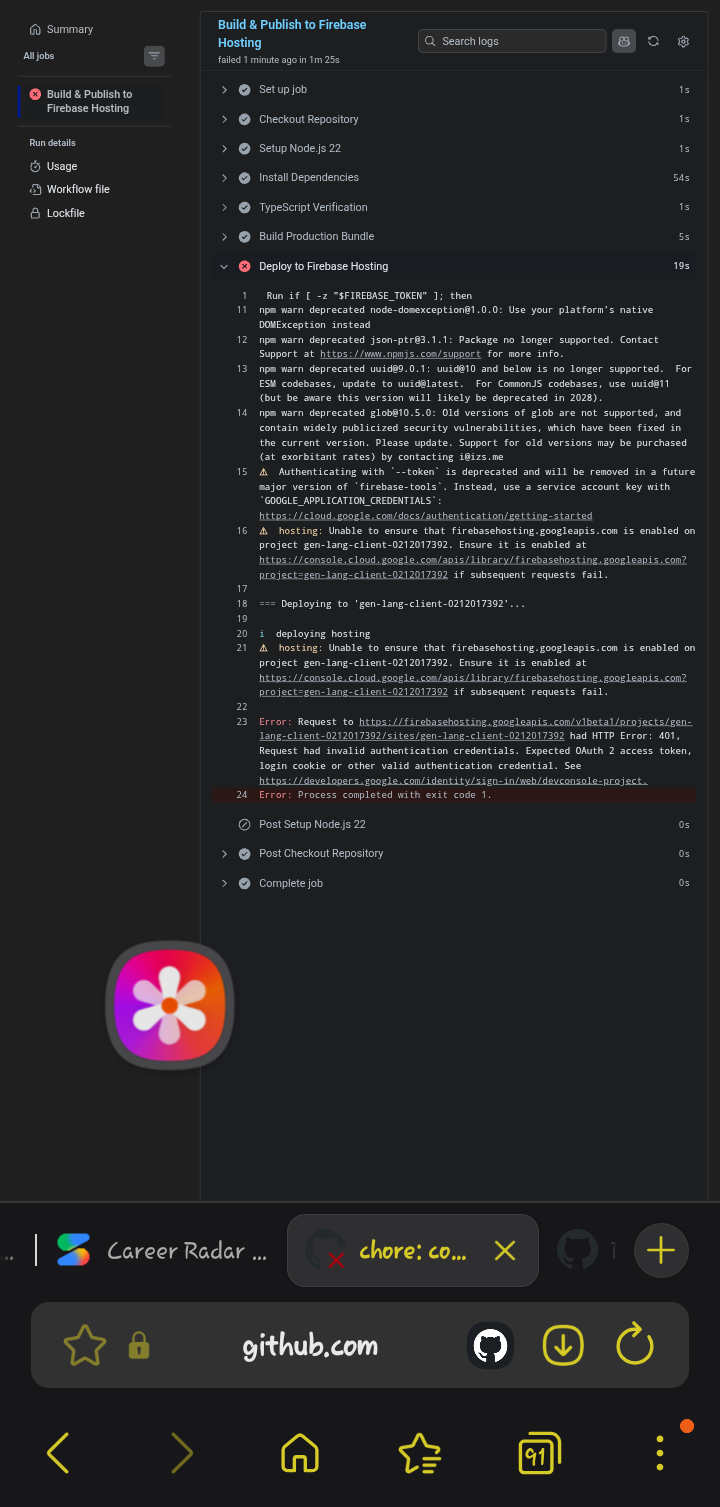 Summary
All jobs
Build & Publish to
Firebase Hosting
Run details
Usage
Workflow file
Lockfile
Build & Publish to Firebase
Hosting
failed 1 minute ago in 1m 25s
Search logs
Set up job 1s
Checkout Repository 1s
Setup Node.js 22 1s
Install Dependencies 54s
TypeScript Verification 1s
Build Production Bundle 5s
Deploy to Firebase Hosting 19s
1 Run if [ -z "$FIREBASE_TOKEN" ]; then
11 npm warn deprecated node-domexception@1.0.0: Use your platform's native
DOMException instead
12 npm warn deprecated json-ptr@3.1.1: Package no longer supported. Contact
Support at https://www.npmjs.com/support for more info.
13 npm warn deprecated uuid@9.0.1: uuid@10 and below is no longer supported.  For
ESM codebases, update to uuid@latest.  For CommonJS codebases, use uuid@11
(but be aware this version will likely be deprecated in 2028).
14 npm warn deprecated glob@10.5.0: Old versions of glob are not supported, and
contain widely publicized security vulnerabilities, which have been fixed in
the current version. Please update. Support for old versions may be purchased
(at exorbitant rates) by contacting i@izs.me
15 ⚠  Authenticating with `--token` is deprecated and will be removed in a future
major version of `firebase-tools`. Instead, use a service account key with
`GOOGLE_APPLICATION_CREDENTIALS`:
https://cloud.google.com/docs/authentication/getting-started
16 ⚠  hosting: Unable to ensure that firebasehosting.googleapis.com is enabled on
project gen-lang-client-0212017392. Ensure it is enabled at
https://console.cloud.google.com/apis/library/firebasehosting.googleapis.com?
project=gen-lang-client-0212017392 if subsequent requests fail.
17
18 === Deploying to 'gen-lang-client-0212017392'...
19
20 i  deploying hosting
21 ⚠  hosting: Unable to ensure that firebasehosting.googleapis.com is enabled on
project gen-lang-client-0212017392. Ensure it is enabled at
https://console.cloud.google.com/apis/library/firebasehosting.googleapis.com?
project=gen-lang-client-0212017392 if subsequent requests fail.
22
23 Error: Request to https://firebasehosting.googleapis.com/v1beta1/projects/gen-
lang-client-0212017392/sites/gen-lang-client-0212017392 had HTTP Error: 401,
Request had invalid authentication credentials. Expected OAuth 2 access token,
login cookie or other valid authentication credential. See
https://developers.google.com/identity/sign-in/web/devconsole-project.
24 Error: Process completed with exit code 1.
Post Setup Node.js 22 0s
Post Checkout Repository 0s
Complete job 0s
... Career Radar ... chore: co...
github.com
91